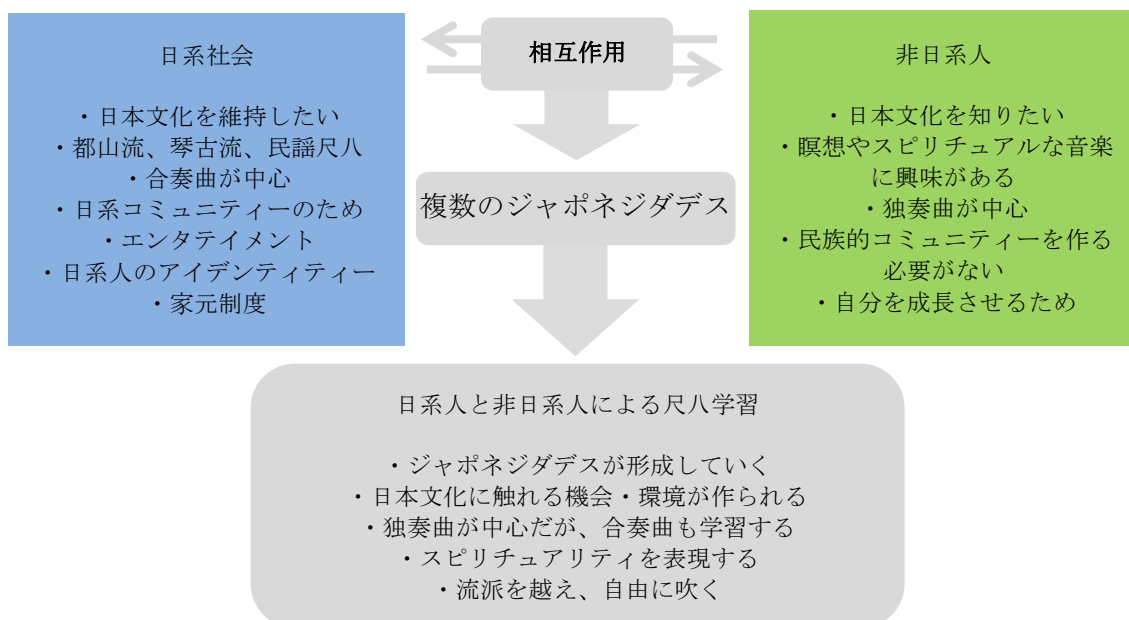 日系社会
・日本文化を維持したい
・都山流、琴古流、民謡尺八
・合奏曲が中心
・日系コミュニティーのため
・エンタテイメント
・日系人のアイデンティティー
・家元制度
相互作用
複数のジャポネジダデス
非日系人
・日本文化を知りたい
・瞑想やスピリチュアルな音楽
に興味がある
・独奏曲が中心
・民族的コミュニティーを作る
必要がない
・自分を成長させるため
日系人と非日系人による尺八学習
・ジャポネジダデスが形成していく
・日本文化に触れる機会・環境が作られる
・独奏曲が中心だが、合奏曲も学習する
・スピリチュアリティを表現する
・流派を越え、自由に吹く